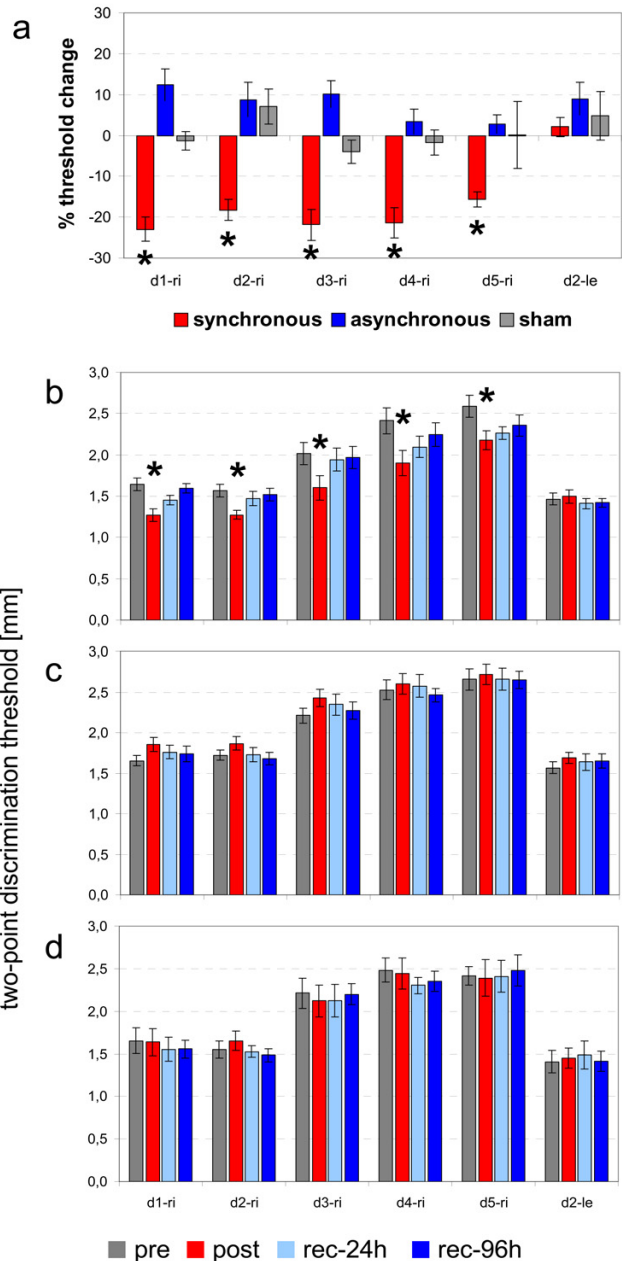 a
% threshold change
30
20
10
0
-10
-20
-30
* * * * *
d1-ri d2-ri d3-ri d4-ri d5-ri d2-le
synchronous asynchronous sham
two-point discrimination threshold [mm]
b
3,0
2,5
2,0
1,5
1,0
0,5
0,0
* * * * *
c
3,0
2,5
2,0
1,5
1,0
0,5
0,0
d
3,0
2,5
2,0
1,5
1,0
0,5
0,0
d1-ri d2-ri d3-ri d4-ri d5-ri d2-le
pre post rec-24h rec-96h